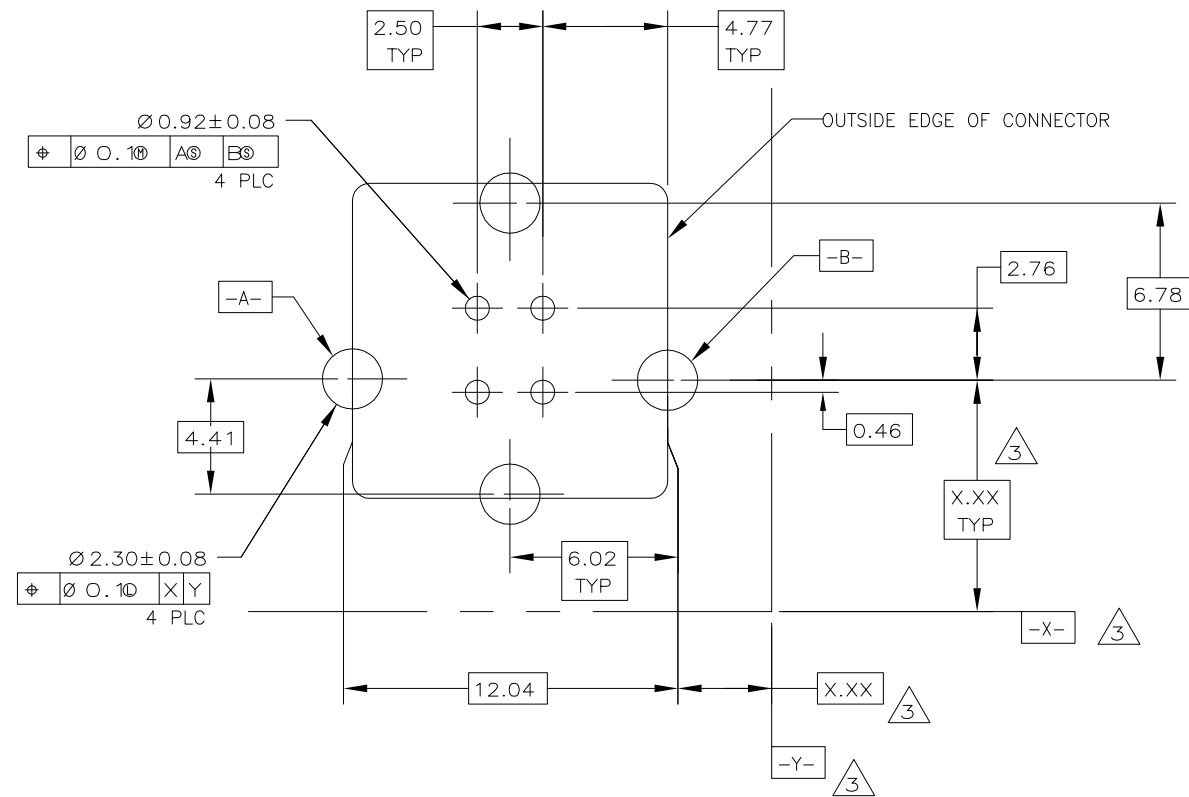 2.50
TYP
4.77
TYP
Ø0.92±0.08
⌖ Ø 0.1Ⓜ AⓈ BⓈ
4 PLC
OUTSIDE EDGE OF CONNECTOR
-A-
-B-
2.76
6.78
4.41
0.46
3
X.XX
TYP
Ø2.30±0.08
⌖ Ø 0.1Ⓛ X Y
4 PLC
6.02
TYP
-X-
3
12.04
X.XX
3
-Y-
3